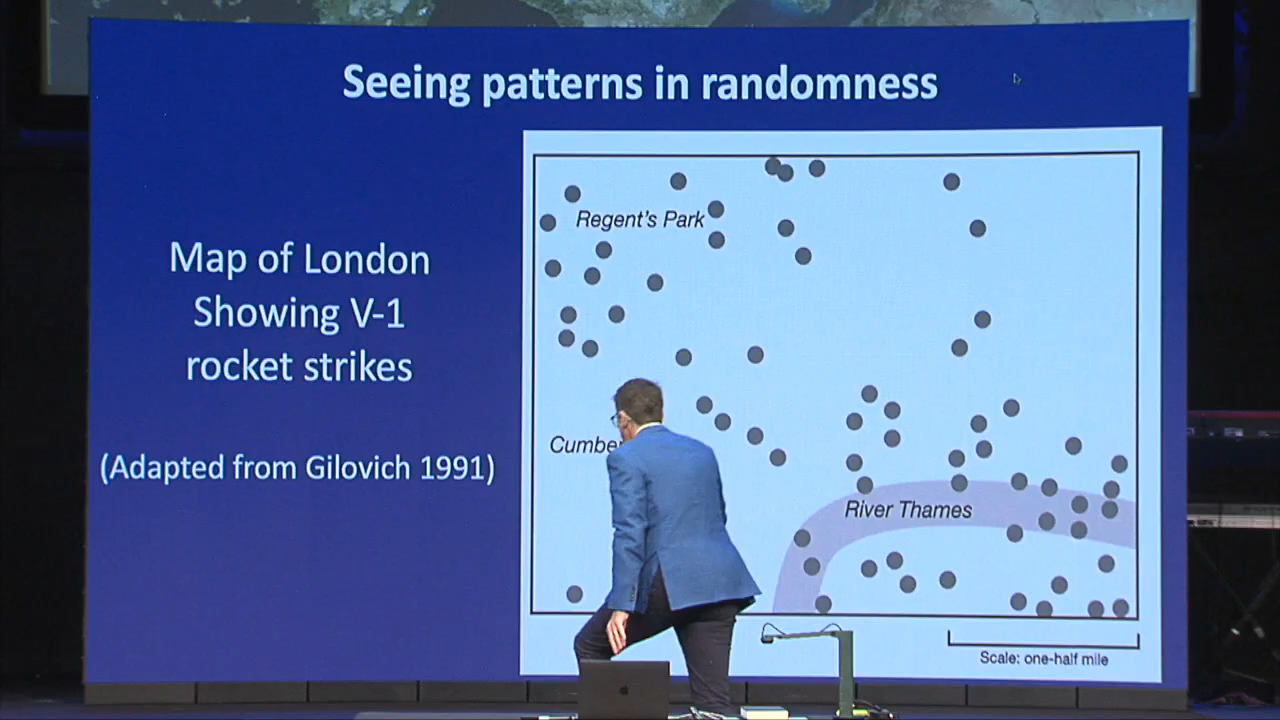 Seeing patterns in randomness
Map of London
Showing V-1
rocket strikes
(Adapted from Gilovich 1991)
Regent's Park
River Thames
Scale: one-half mile